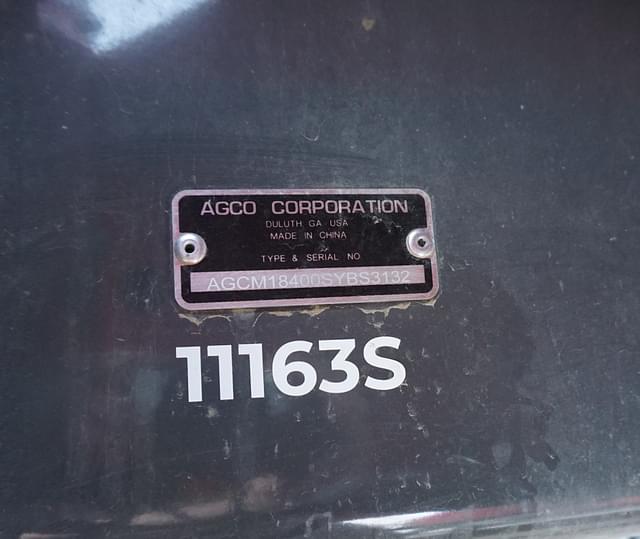 AGCO CORPORATION
DULUTH GA USA
MADE IN CHINA
TYPE & SERIAL NO
AGCM18400SYBS3132
11163S